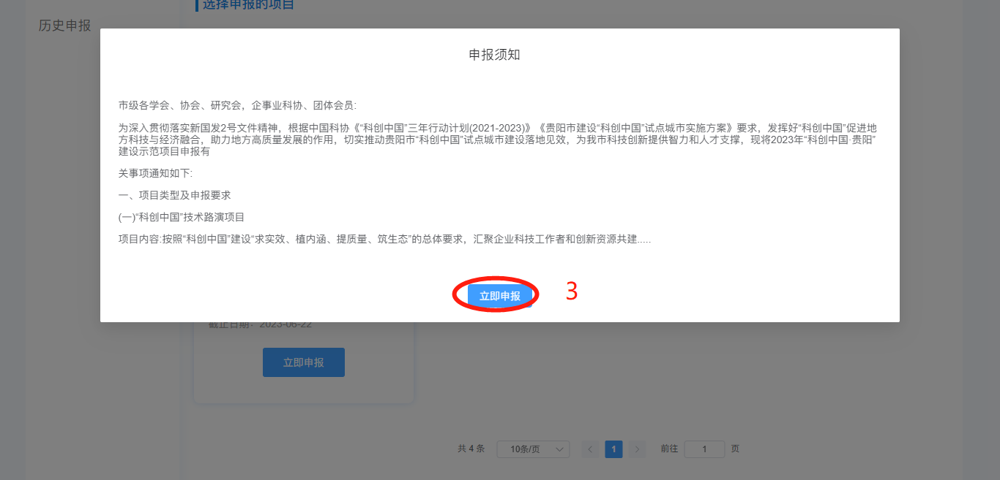 选择申报的项目
历史申报
申报须知
市级各学会、协会、研究会，企事业科协、团体会员:
为深入贯彻落实新国发2号文件精神，根据中国科协《“科创中国”三年行动计划(2021-2023)》《贵阳市建设“科创中国”试点城市实施方案》要求，发挥好“科创中国”促进地
方科技与经济融合，助力地方高质量发展的作用，切实推动贵阳市“科创中国”试点城市建设落地见效，为我市科技创新提供智力和人才支撑，现将2023年“科创中国·贵阳”
建设示范项目申报有
关事项通知如下:
一、项目类型及申报要求
(一)“科创中国”技术路演项目
项目内容:按照“科创中国”建设“求实效、植内涵、提质量、筑生态”的总体要求，汇聚企业科技工作者和创新资源共建.....
立即申报
3
截止日期：2023-06-22
立即申报
共 4 条 10条/页 1 前往 1 页